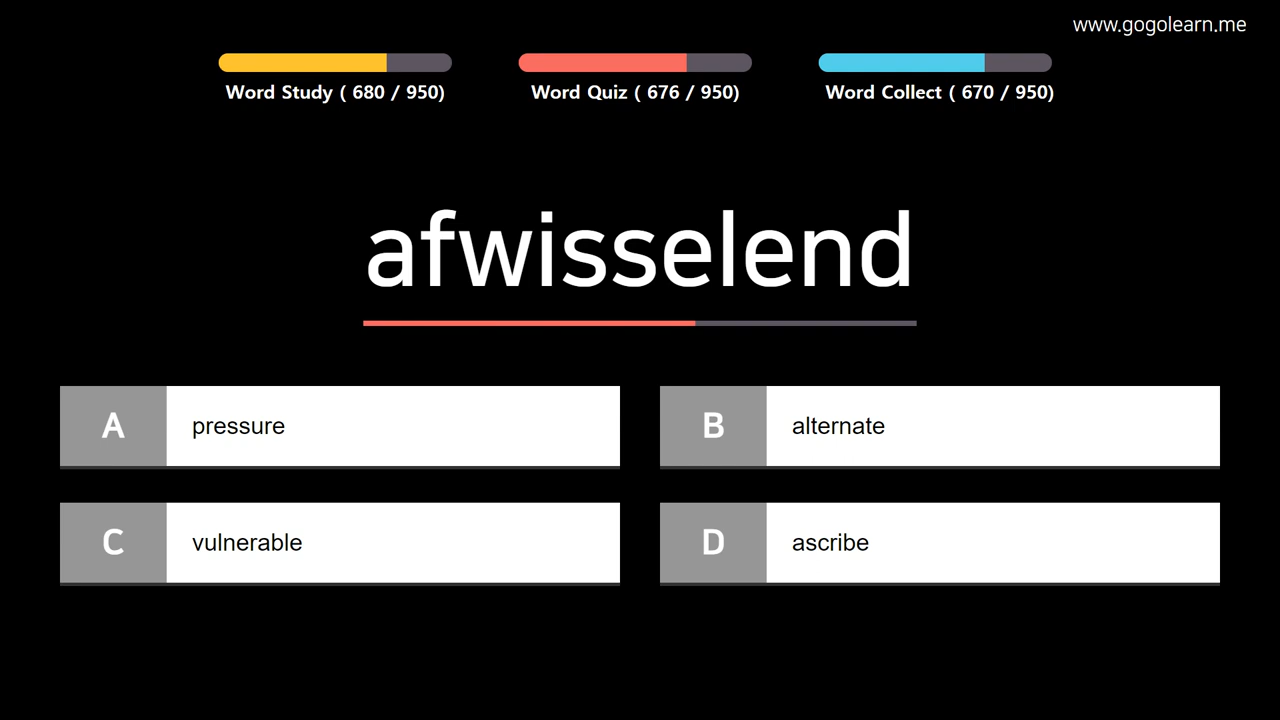 www.gogolearn.me
Word Study ( 680 / 950)
Word Quiz ( 676 / 950)
Word Collect ( 670 / 950)
afwisselend
A pressure
B alternate
C vulnerable
D ascribe